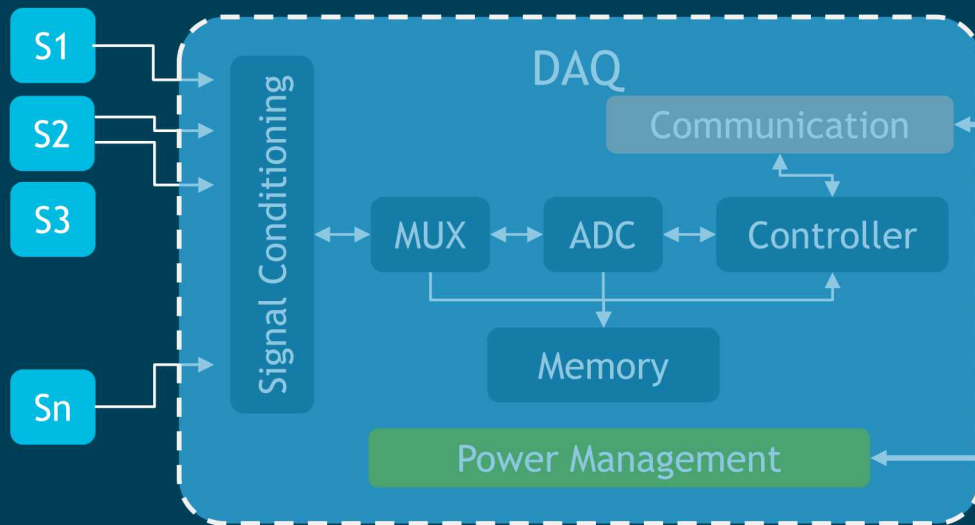 S1
S2
S3
Sn
DAQ
Signal Conditioning
Communication
MUX
ADC
Controller
Memory
Power Management